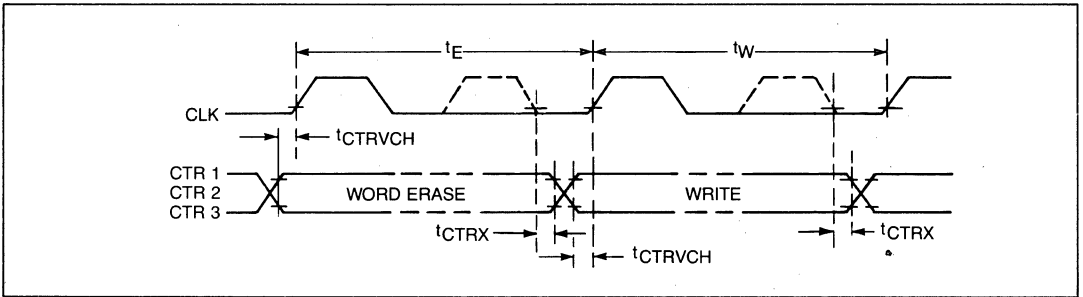 tE
tW
CLK
tCTRVCH
CTR 1
CTR 2
CTR 3
WORD ERASE
WRITE
tCTRX
tCTRX
tCTRVCH